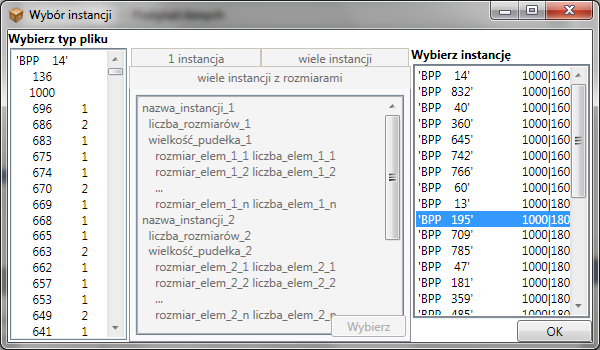 Wybór instancji
Wybierz typ pliku
'BPP 14'
136
1000
696 1
686 2
683 1
675 1
674 1
670 2
669 1
668 1
665 1
663 2
662 1
657 1
653 1
649 2
641 1
1 instancja wiele instancji
wiele instancji z rozmiarami
nazwa_instancji_1
liczba_rozmiarów_1
wielkość_pudełka_1
rozmiar_elem_1_1 liczba_elem_1_1
rozmiar_elem_1_2 liczba_elem_1_2
...
rozmiar_elem_1_n liczba_elem_1_n
nazwa_instancji_2
liczba_rozmiarów_2
wielkość_pudełka_2
rozmiar_elem_2_1 liczba_elem_2_1
rozmiar_elem_2_2 liczba_elem_2_2
...
rozmiar_elem_2_n liczba_elem_2_n
Wybierz
Wybierz instancję
'BPP 14' 1000|160
'BPP 832' 1000|160
'BPP 40' 1000|160
'BPP 360' 1000|160
'BPP 645' 1000|160
'BPP 742' 1000|160
'BPP 766' 1000|160
'BPP 60' 1000|160
'BPP 13' 1000|180
'BPP 195' 1000|180
'BPP 709' 1000|180
'BPP 785' 1000|180
'BPP 47' 1000|180
'BPP 181' 1000|180
'BPP 359' 1000|180
'BPP 485' 1000|180
OK